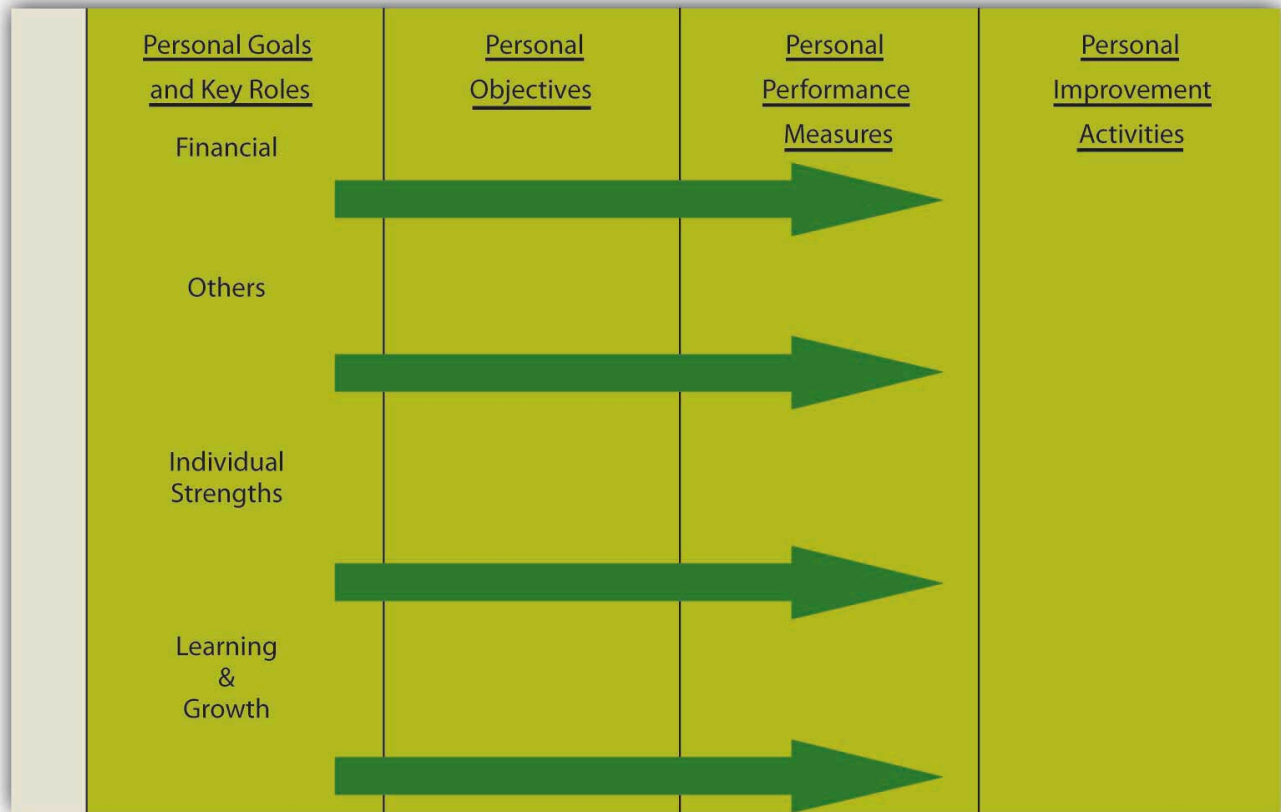 Personal Goals
and Key Roles
Personal
Objectives
Personal
Performance
Measures
Personal
Improvement
Activities
Financial
Others
Individual
Strengths
Learning
&
Growth